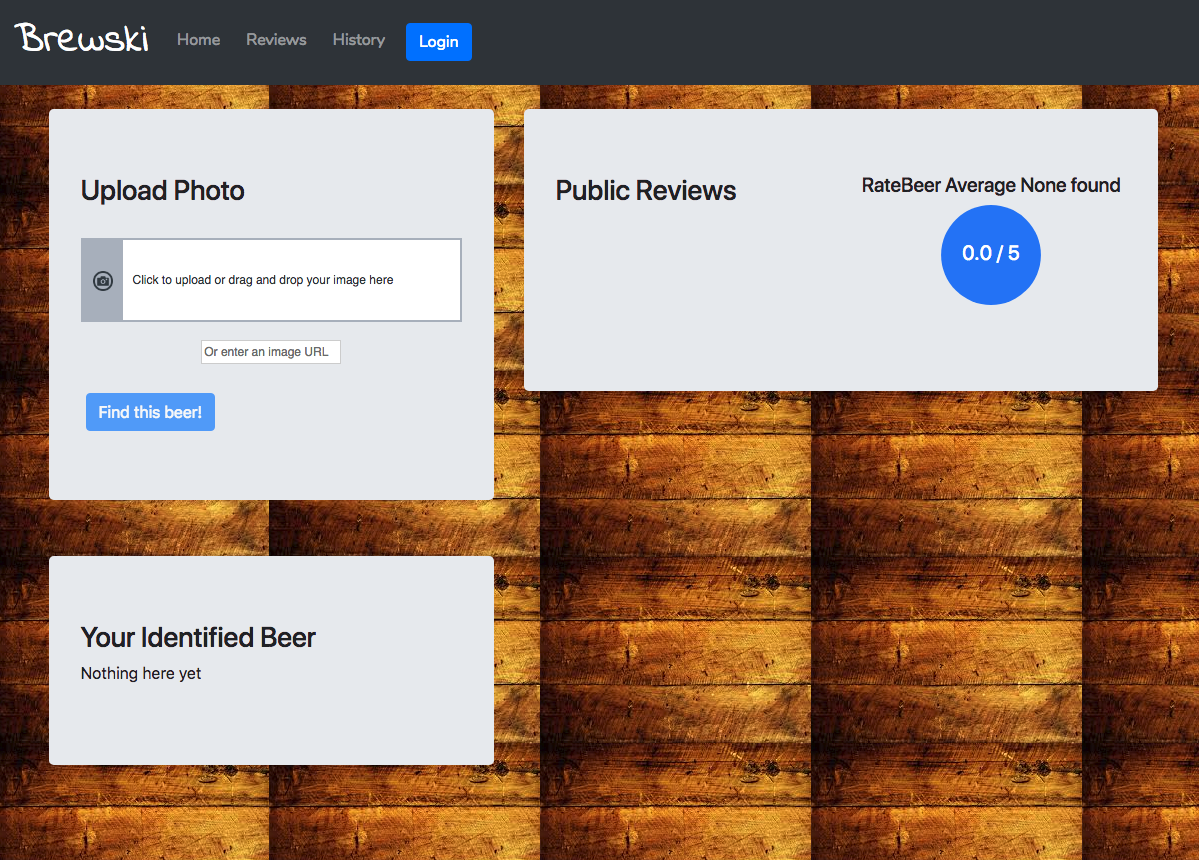 Brewski
Home
Reviews
History
Login
Upload Photo
Click to upload or drag and drop your image here
Or enter an image URL
Find this beer!
Public Reviews
RateBeer Average None found
0.0 / 5
Your Identified Beer
Nothing here yet